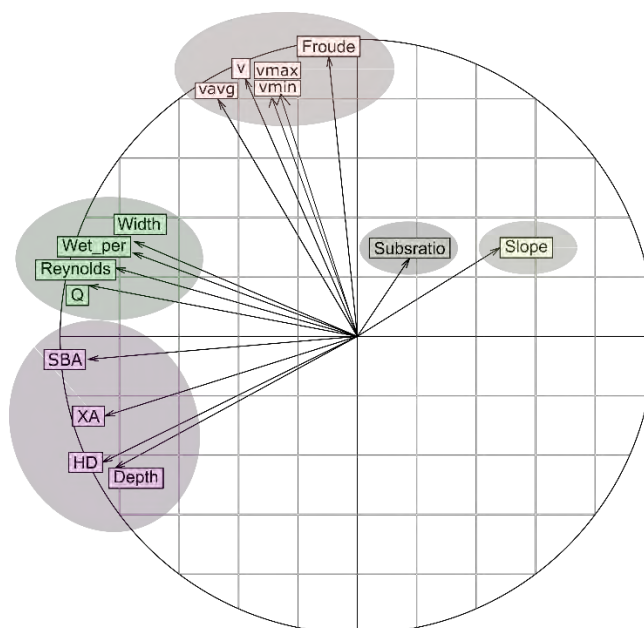 Froude
v
vmax
vavg
vmin
Width
Wet_per
Subsratio
Slope
Reynolds
Q
SBA
XA
HD
Depth